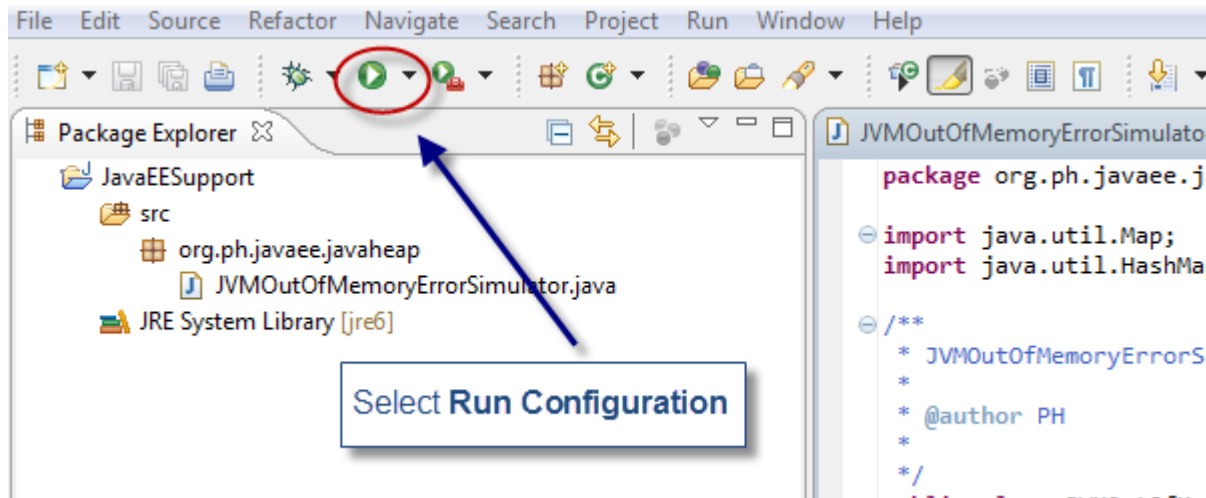 File Edit Source Refactor Navigate Search Project Run Window Help
Package Explorer
JavaEESupport
src
org.ph.javaee.javaheap
JVMOutOfMemoryErrorSimulator.java
JRE System Library [jre6]
Select Run Configuration
JVMOutOfMemoryErrorSimulato
package org.ph.javaee.j
import java.util.Map;
import java.util.HashMa
/**
* JVMOutOfMemoryErrorS
*
* @author PH
*
*/